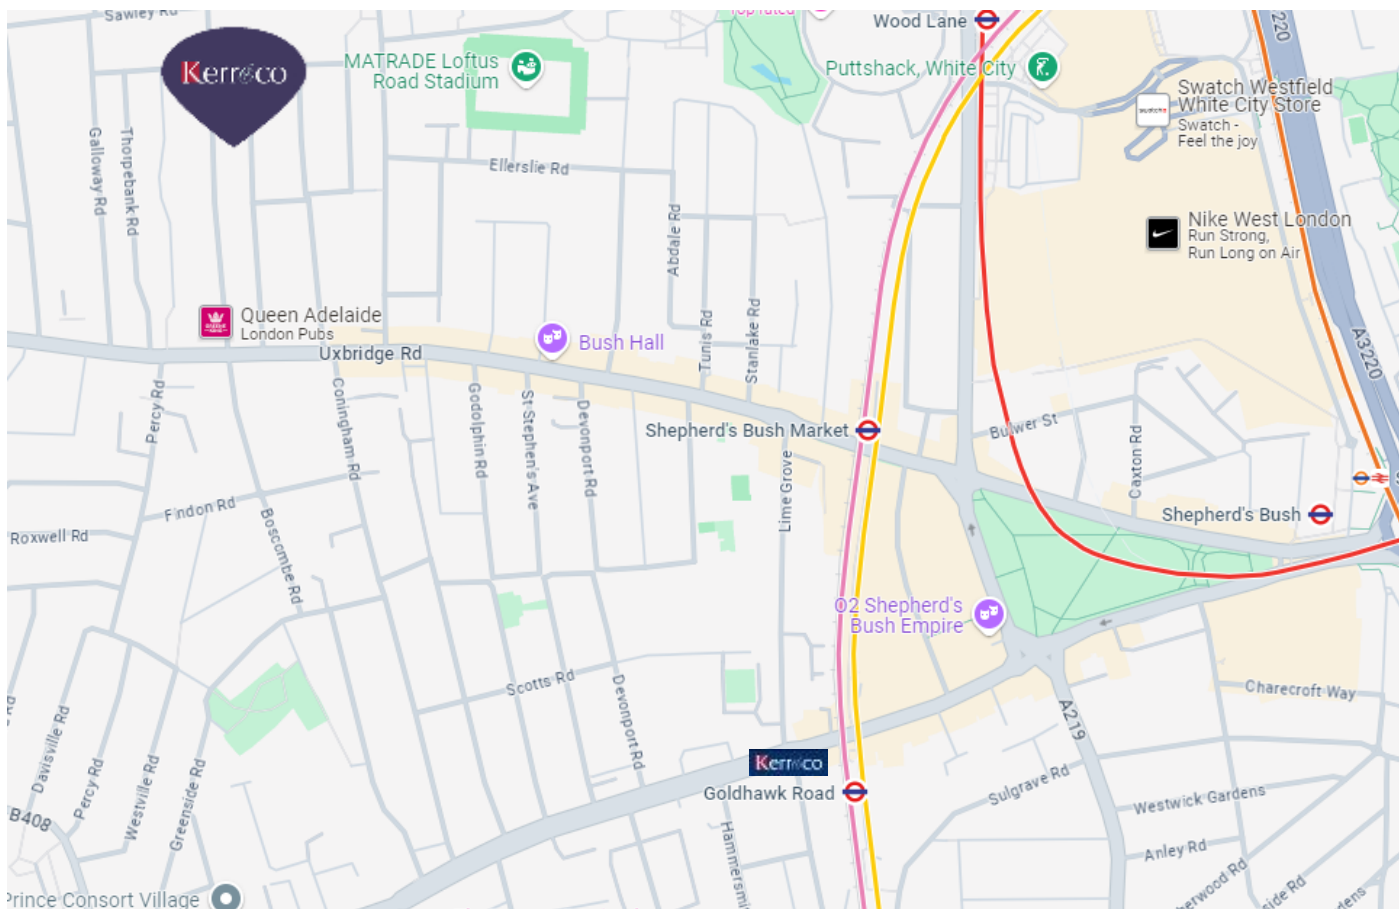 Sawley Rd
Top rated
Wood Lane
Kerr&co
MATRADE Loftus
Road Stadium
Puttshack, White City
Swatch Westfield
White City Store
Swatch -
Feel the joy
Galloway Rd
Thorpebank Rd
Ellerslie Rd
Abdale Rd
Nike West London
Run Strong,
Run Long on Air
Queen Adelaide
London Pubs
Uxbridge Rd
Bush Hall
Tunis Rd
Stanlake Rd
A3220
Percy Rd
Coningham Rd
Godolphin Rd
St Stephen's Ave
Devonport Rd
Shepherd's Bush Market
Bulwer St
Caxton Rd
Lime Grove
Findon Rd
Roxwell Rd
Boscombe Rd
Shepherd's Bush
O2 Shepherd's
Bush Empire
Scotts Rd
Devonport Rd
Charecroft Way
A219
Davisville Rd
Percy Rd
Westville Rd
Greenside Rd
B408
Kerr&co
Goldhawk Road
Sulgrave Rd
Westwick Gardens
Anley Rd
Prince Consort Village